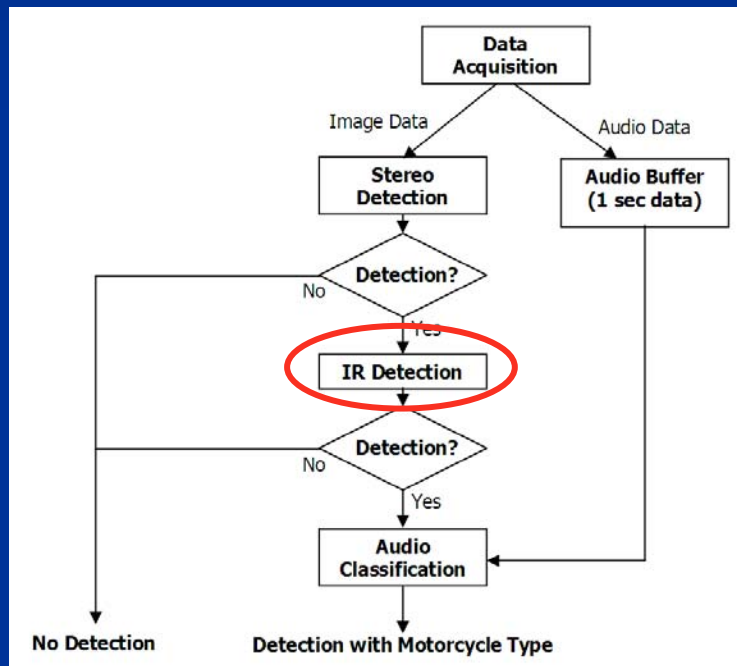 Data
Acquisition
Image Data
Audio Data
Stereo
Detection
Audio Buffer
(1 sec data)
Detection?
No
Yes
IR Detection
Detection?
No
Yes
Audio
Classification
No Detection
Detection with Motorcycle Type